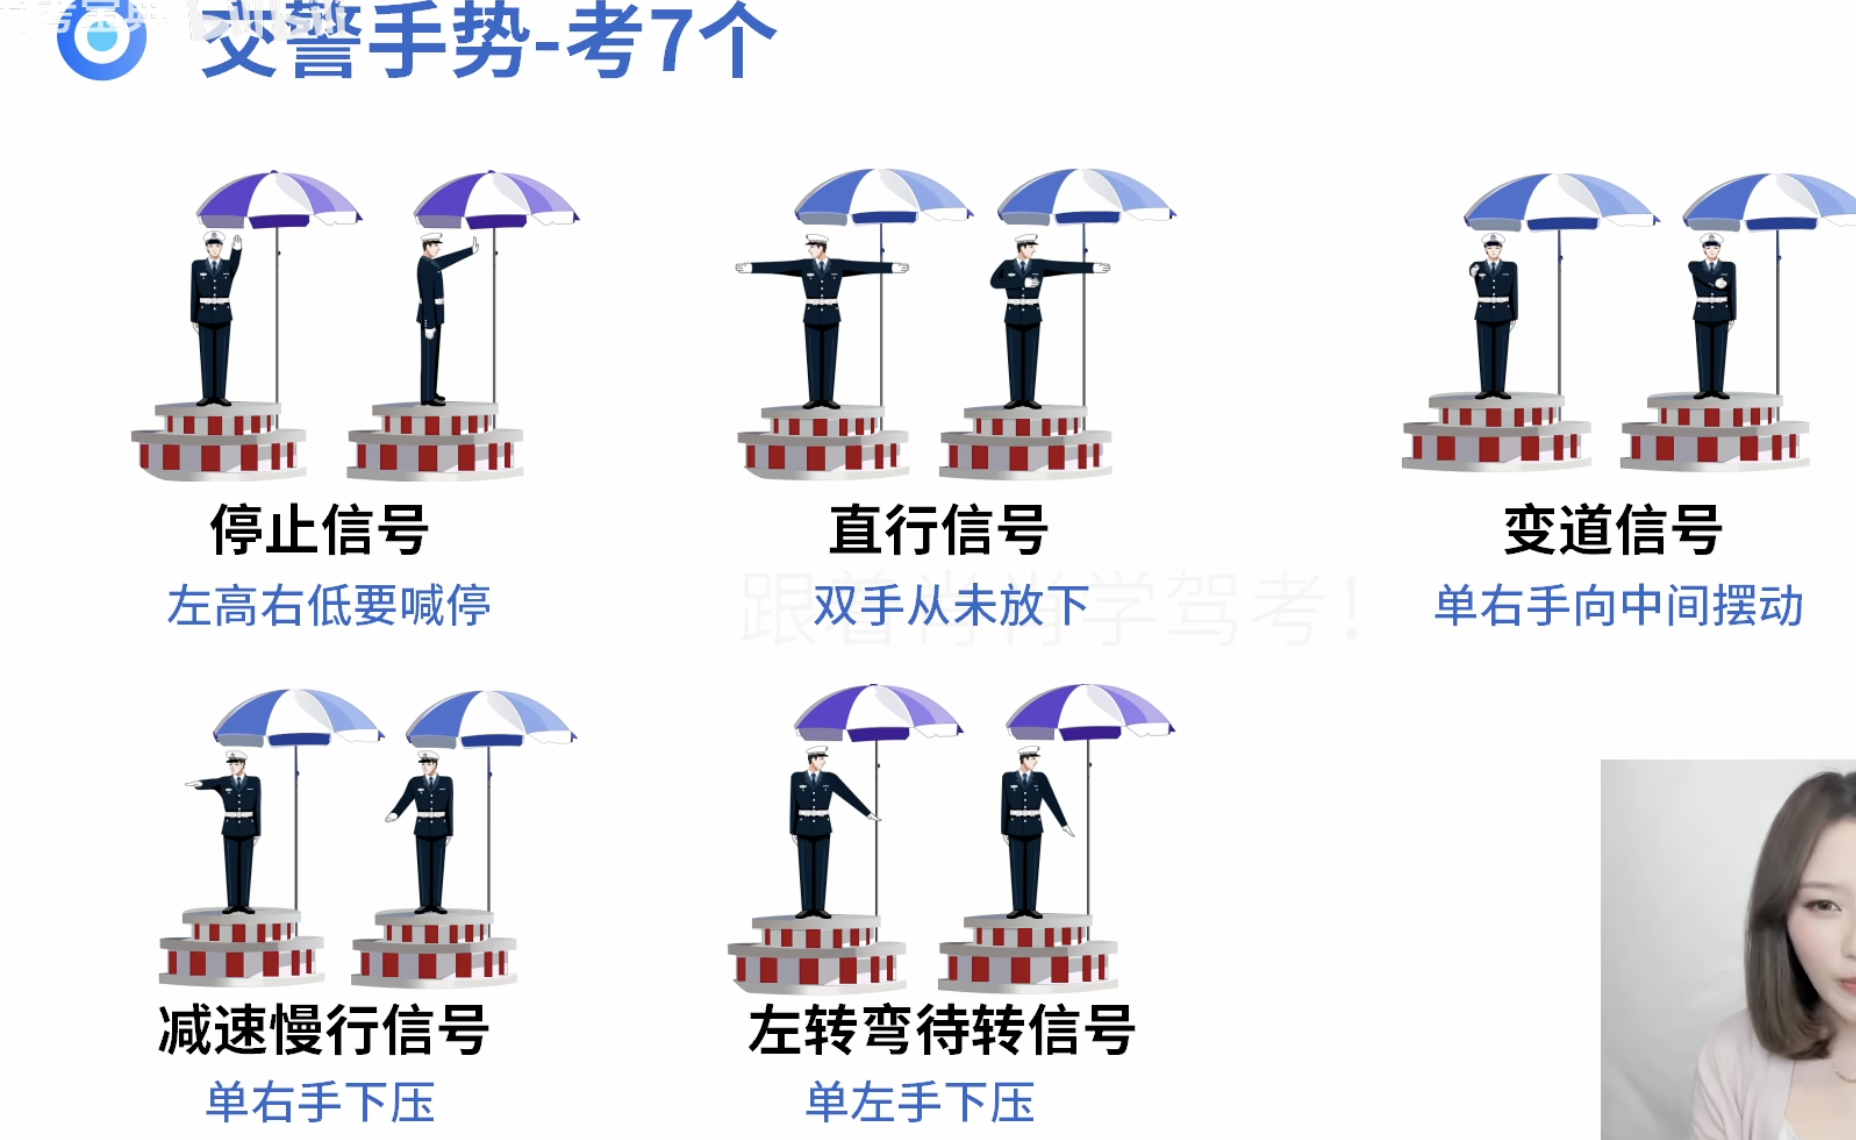 交警手势-考7个
停止信号
直行信号
变道信号
左高右低要喊停
双手从未放下
单右手向中间摆动
跟着肖肖学驾考！
减速慢行信号
左转弯待转信号
单右手下压
单左手下压